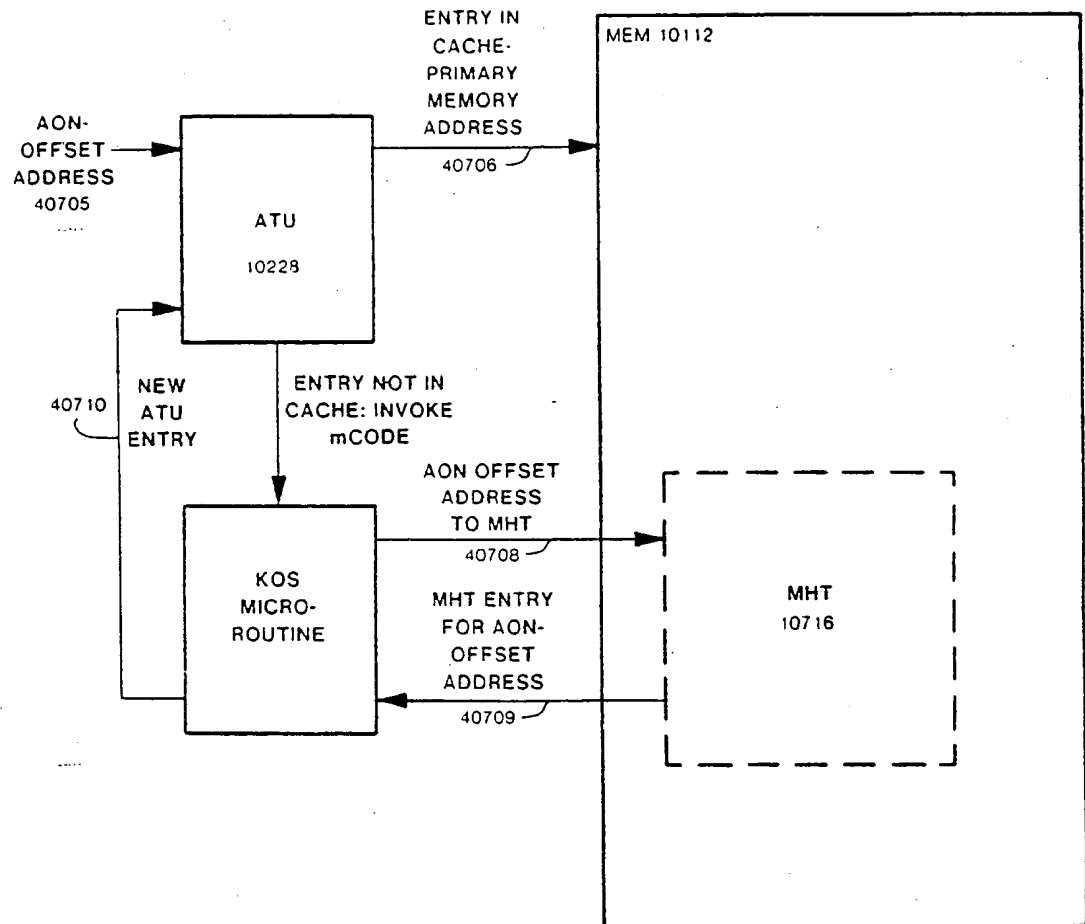 ENTRY IN
CACHE-
PRIMARY
MEMORY
ADDRESS
40706
MEM 10112
AON-
OFFSET
ADDRESS
40705
ATU
10228
40710
NEW
ATU
ENTRY
ENTRY NOT IN
CACHE: INVOKE
mCODE
AON OFFSET
ADDRESS
TO MHT
40708
KOS
MICRO-
ROUTINE
MHT ENTRY
FOR AON-
OFFSET
ADDRESS
40709
MHT
10716